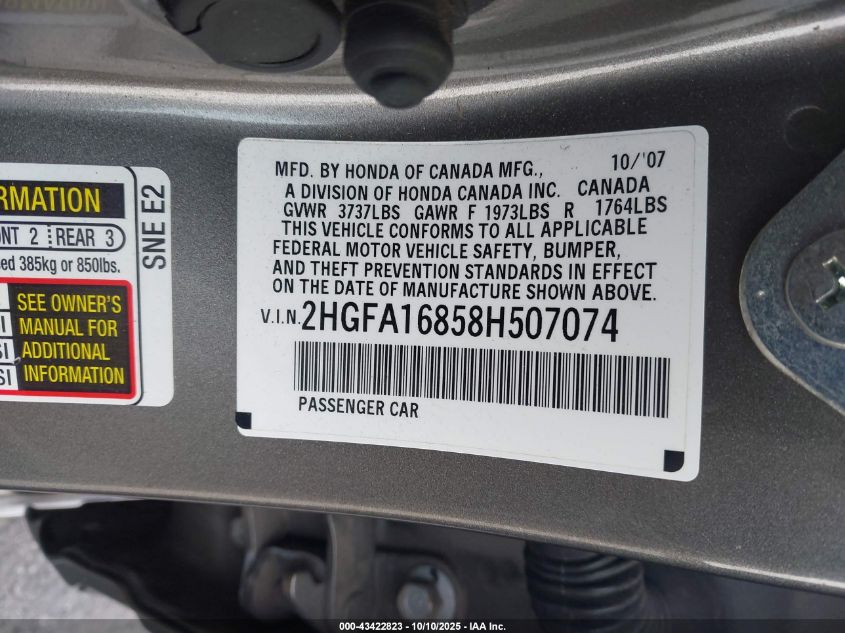 RMATION
NT 2 REAR 3
ed 385kg or 850lbs.
SEE OWNER'S
MANUAL FOR
ADDITIONAL
INFORMATION
SI
SI
SNE E2
MFD. BY HONDA OF CANADA MFG., 10/'07
A DIVISION OF HONDA CANADA INC. CANADA
GVWR 3737LBS GAWR F 1973LBS R 1764LBS
THIS VEHICLE CONFORMS TO ALL APPLICABLE
FEDERAL MOTOR VEHICLE SAFETY, BUMPER,
AND THEFT PREVENTION STANDARDS IN EFFECT
ON THE DATE OF MANUFACTURE SHOWN ABOVE.
V.I.N. 2HGFA16858H507074
PASSENGER CAR
000-43422823 - 10/10/2025 - IAA Inc.